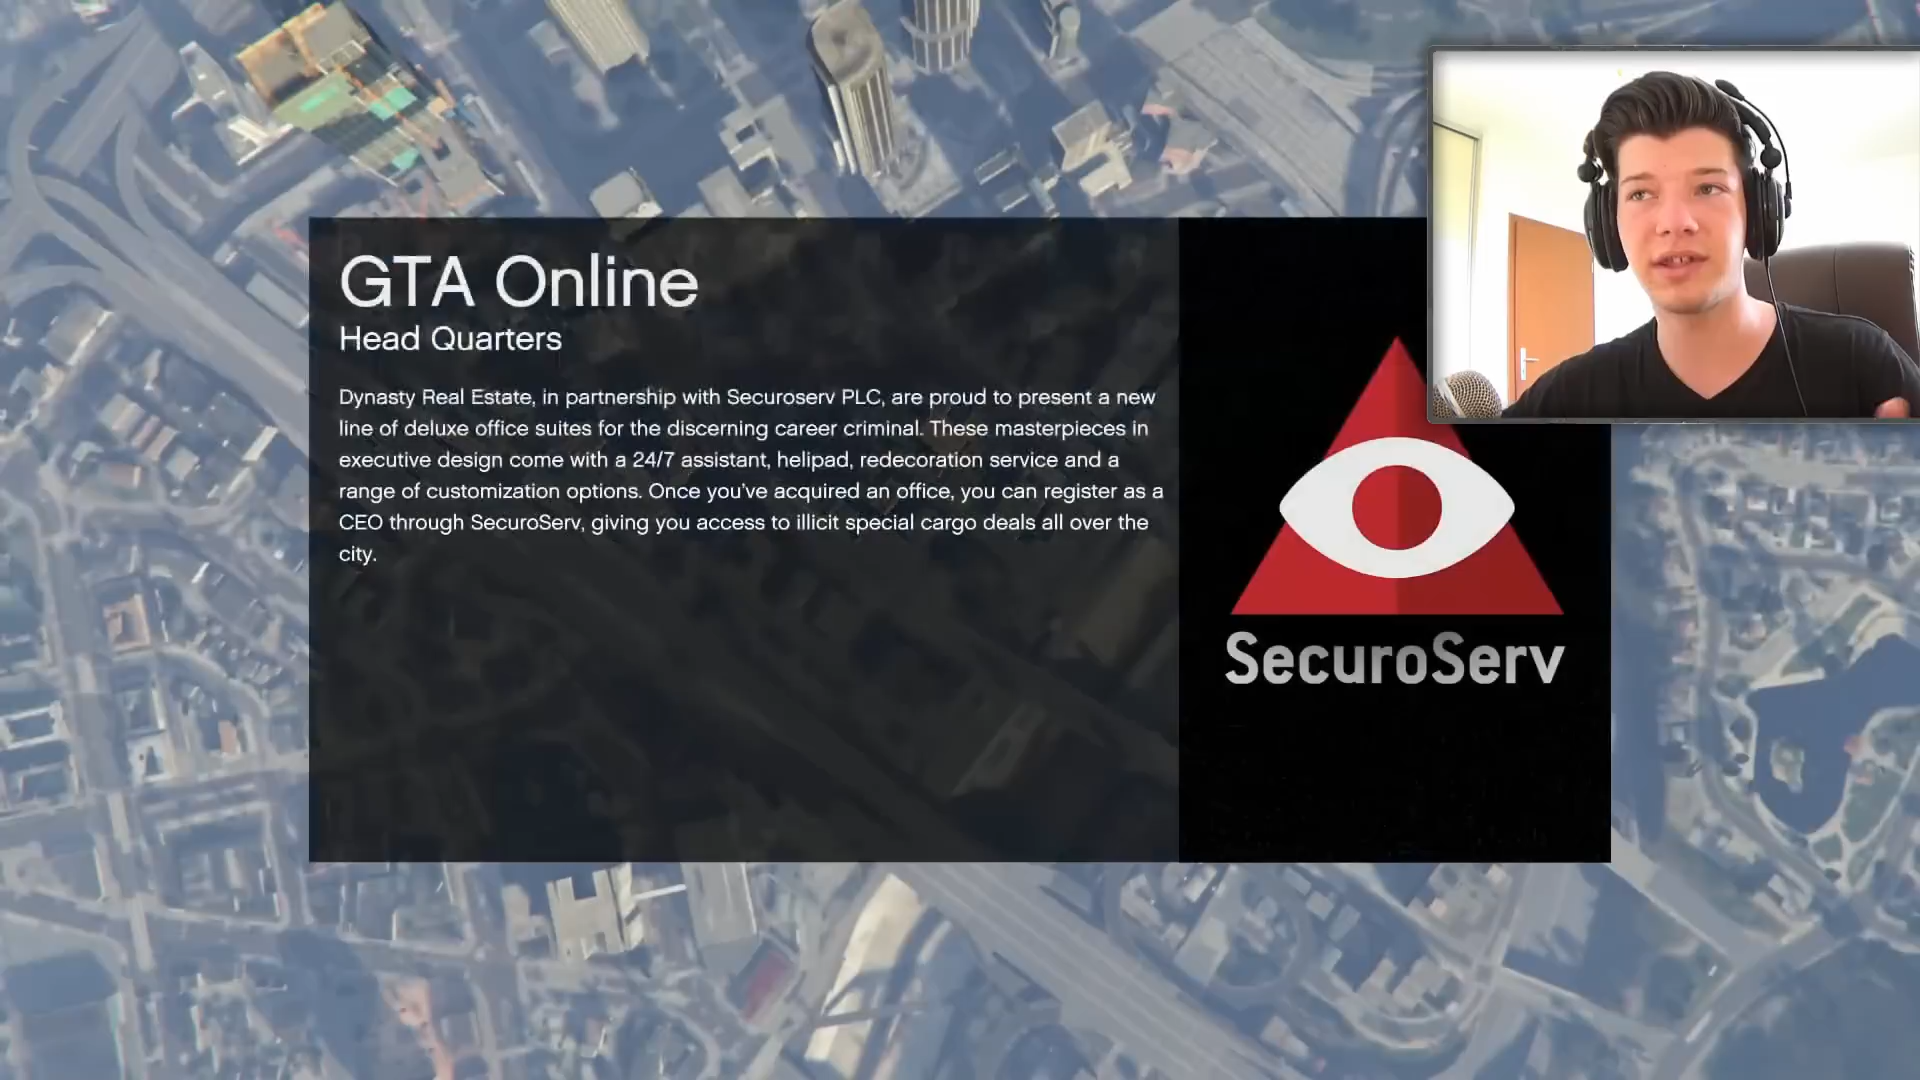 GTA Online
Head Quarters
Dynasty Real Estate, in partnership with Securoserv PLC, are proud to present a new
line of deluxe office suites for the discerning career criminal. These masterpieces in
executive design come with a 24/7 assistant, helipad, redecoration service and a
range of customization options. Once you've acquired an office, you can register as a
CEO through SecuroServ, giving you access to illicit special cargo deals all over the
city.
SecuroServ